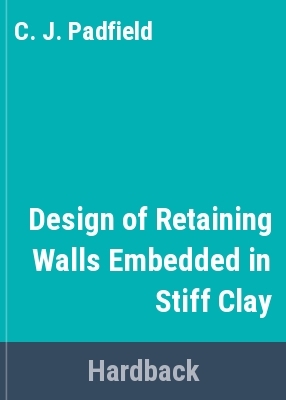 C. J. Padfield
Design of Retaining
Walls Embedded in
Stiff Clay
Hardback